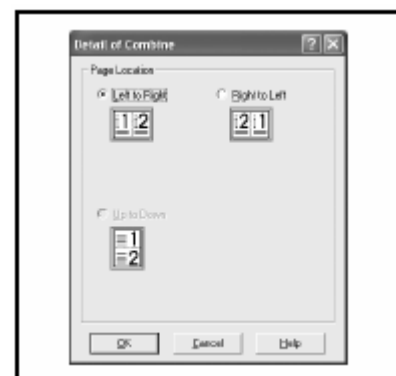 Detail of Combine
Page Location
Left to Right Right to Left
1 2 2 1
Up to Down
1
2
OK Cancel Help